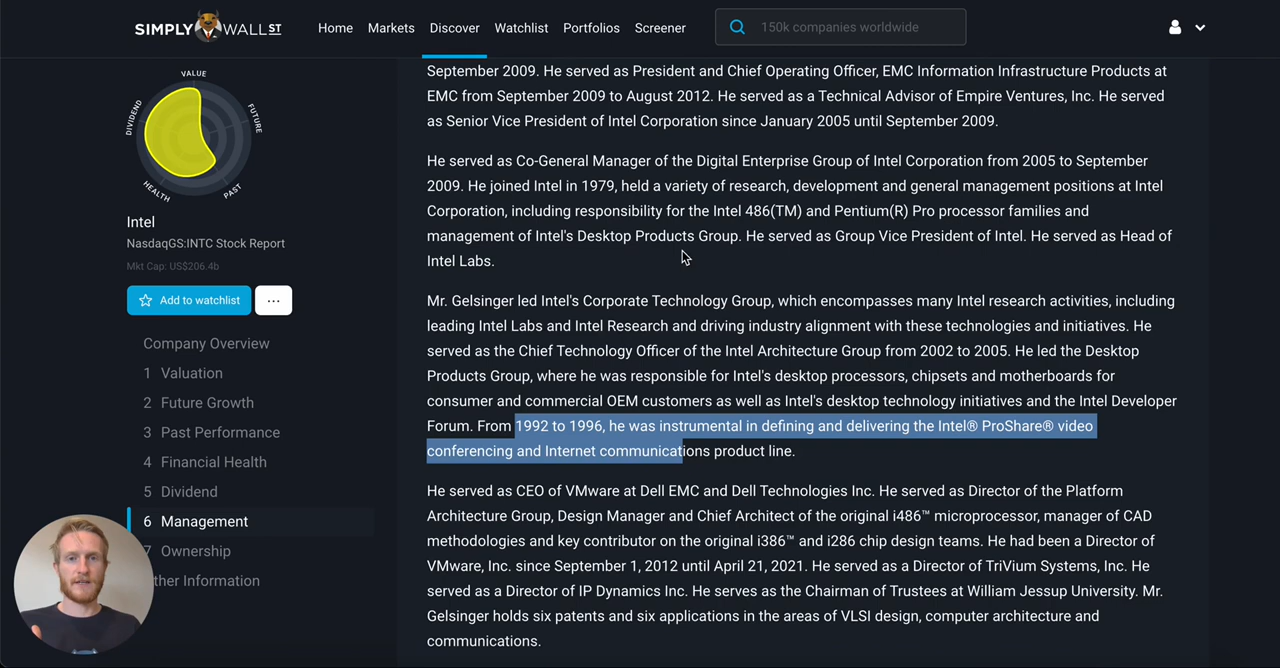 SIMPLY WALL ST
Home Markets Discover Watchlist Portfolios Screener
150k companies worldwide
VALUE
FUTURE
PAST
HEALTH
DIVIDEND
Intel
NasdaqGS:INTC Stock Report
Mkt Cap: US$206.4b
Add to watchlist
...
Company Overview
1 Valuation
2 Future Growth
3 Past Performance
4 Financial Health
5 Dividend
6 Management
7 Ownership
ther Information
September 2009. He served as President and Chief Operating Officer, EMC Information Infrastructure Products at
EMC from September 2009 to August 2012. He served as a Technical Advisor of Empire Ventures, Inc. He served
as Senior Vice President of Intel Corporation since January 2005 until September 2009.
He served as Co-General Manager of the Digital Enterprise Group of Intel Corporation from 2005 to September
2009. He joined Intel in 1979, held a variety of research, development and general management positions at Intel
Corporation, including responsibility for the Intel 486(TM) and Pentium(R) Pro processor families and
management of Intel's Desktop Products Group. He served as Group Vice President of Intel. He served as Head of
Intel Labs.
Mr. Gelsinger led Intel's Corporate Technology Group, which encompasses many Intel research activities, including
leading Intel Labs and Intel Research and driving industry alignment with these technologies and initiatives. He
served as the Chief Technology Officer of the Intel Architecture Group from 2002 to 2005. He led the Desktop
Products Group, where he was responsible for Intel's desktop processors, chipsets and motherboards for
consumer and commercial OEM customers as well as Intel's desktop technology initiatives and the Intel Developer
Forum. From 1992 to 1996, he was instrumental in defining and delivering the Intel® ProShare® video
conferencing and Internet communications product line.
He served as CEO of VMware at Dell EMC and Dell Technologies Inc. He served as Director of the Platform
Architecture Group, Design Manager and Chief Architect of the original i486™ microprocessor, manager of CAD
methodologies and key contributor on the original i386™ and i286 chip design teams. He had been a Director of
VMware, Inc. since September 1, 2012 until April 21, 2021. He served as a Director of TriVium Systems, Inc. He
served as a Director of IP Dynamics Inc. He serves as the Chairman of Trustees at William Jessup University. Mr.
Gelsinger holds six patents and six applications in the areas of VLSI design, computer architecture and
communications.